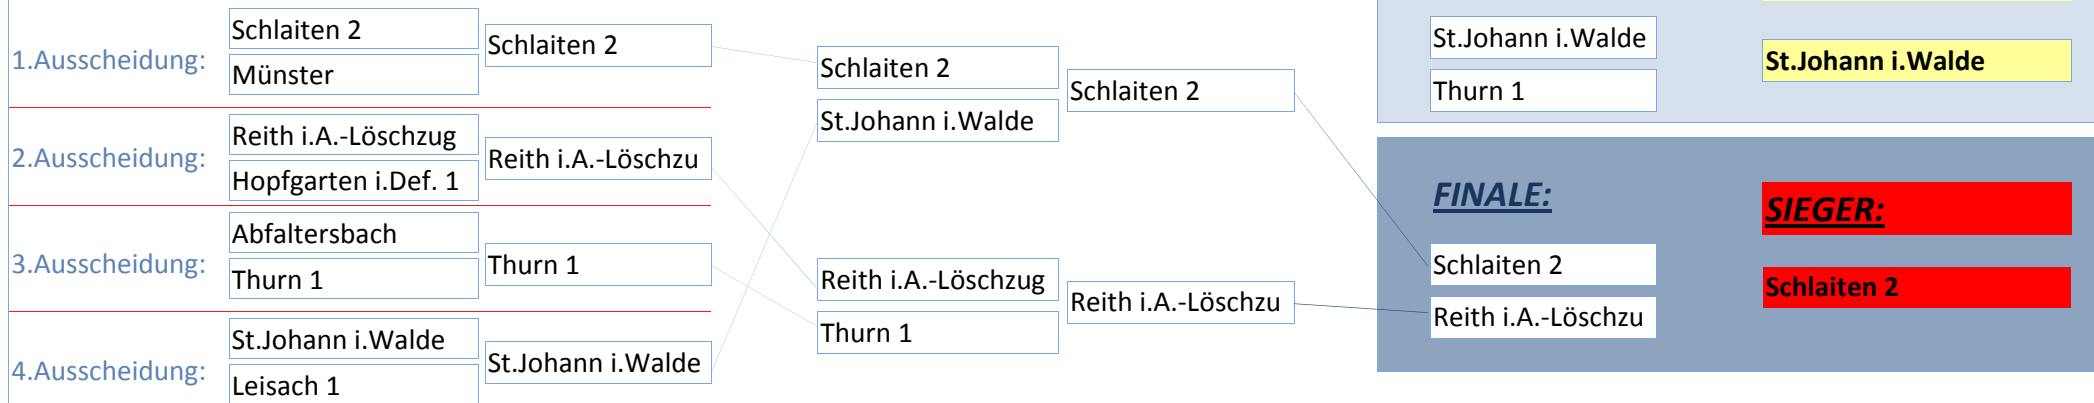 1.Ausscheidung:
Schlaiten 2
Münster
Schlaiten 2
2.Ausscheidung:
Reith i.A.-Löschzug
Hopfgarten i.Def. 1
Reith i.A.-Löschzu
3.Ausscheidung:
Abfaltersbach
Thurn 1
Thurn 1
4.Ausscheidung:
St.Johann i.Walde
Leisach 1
St.Johann i.Walde
Schlaiten 2
St.Johann i.Walde
Schlaiten 2
Reith i.A.-Löschzug
Thurn 1
Reith i.A.-Löschzu
St.Johann i.Walde
Thurn 1
St.Johann i.Walde
FINALE:
SIEGER:
Schlaiten 2
Reith i.A.-Löschzu
Schlaiten 2